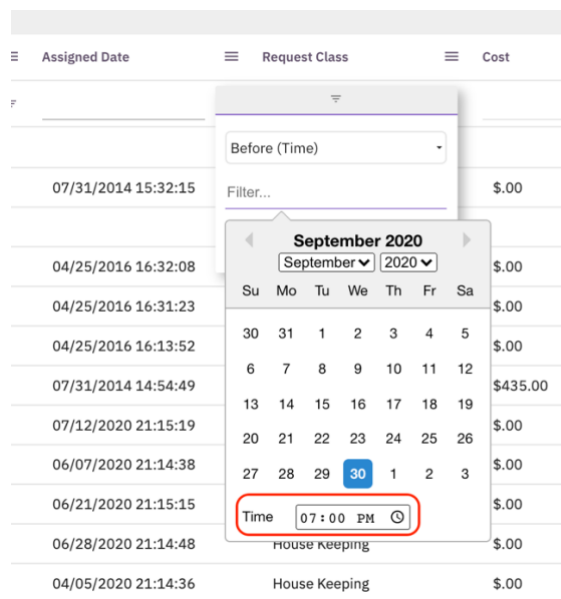 Assigned Date Request Class Cost
Before (Time)
Filter...
07/31/2014 15:32:15 $.00
September 2020
September 2020
04/25/2016 16:32:08 $.00
Su Mo Tu We Th Fr Sa
04/25/2016 16:31:23 $.00
30 31 1 2 3 4 5
04/25/2016 16:13:52 $.00
6 7 8 9 10 11 12
07/31/2014 14:54:49 $435.00
13 14 15 16 17 18 19
07/12/2020 21:15:19 $.00
20 21 22 23 24 25 26
06/07/2020 21:14:38 $.00
27 28 29 30 1 2 3
06/21/2020 21:15:15 $.00
Time 07:00 PM
06/28/2020 21:14:48 House Keeping $.00
04/05/2020 21:14:36 House Keeping $.00